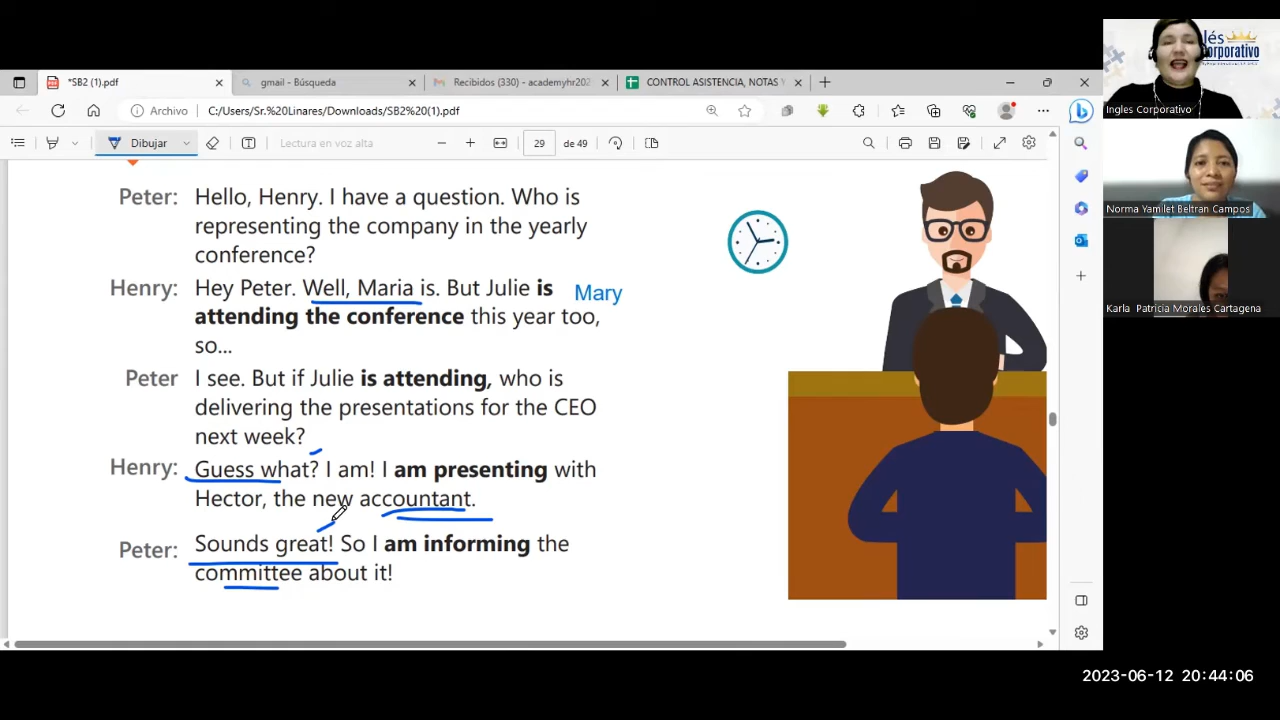 *SB2 (1).pdf
gmail - Búsqueda
Recibidos (330) - academyhr202
CONTROL ASISTENCIA, NOTAS Y
Archivo
C:/Users/Sr.%20Linares/Downloads/SB2%20(1).pdf
Dibujar
Lectura en voz alta
29
de 49
Peter: Hello, Henry. I have a question. Who is
representing the company in the yearly
conference?
Henry: Hey Peter. Well, Maria is. But Julie is Mary
attending the conference this year too,
so...
Peter I see. But if Julie is attending, who is
delivering the presentations for the CEO
next week?
Henry: Guess what? I am! I am presenting with
Hector, the new accountant.
Peter: Sounds great! So I am informing the
committee about it!
lés
orporativo
Ingles Corporativo
Norma Yamilet Beltran Campos
Karla Patricia Morales Cartagena
2023-06-12 20:44:06